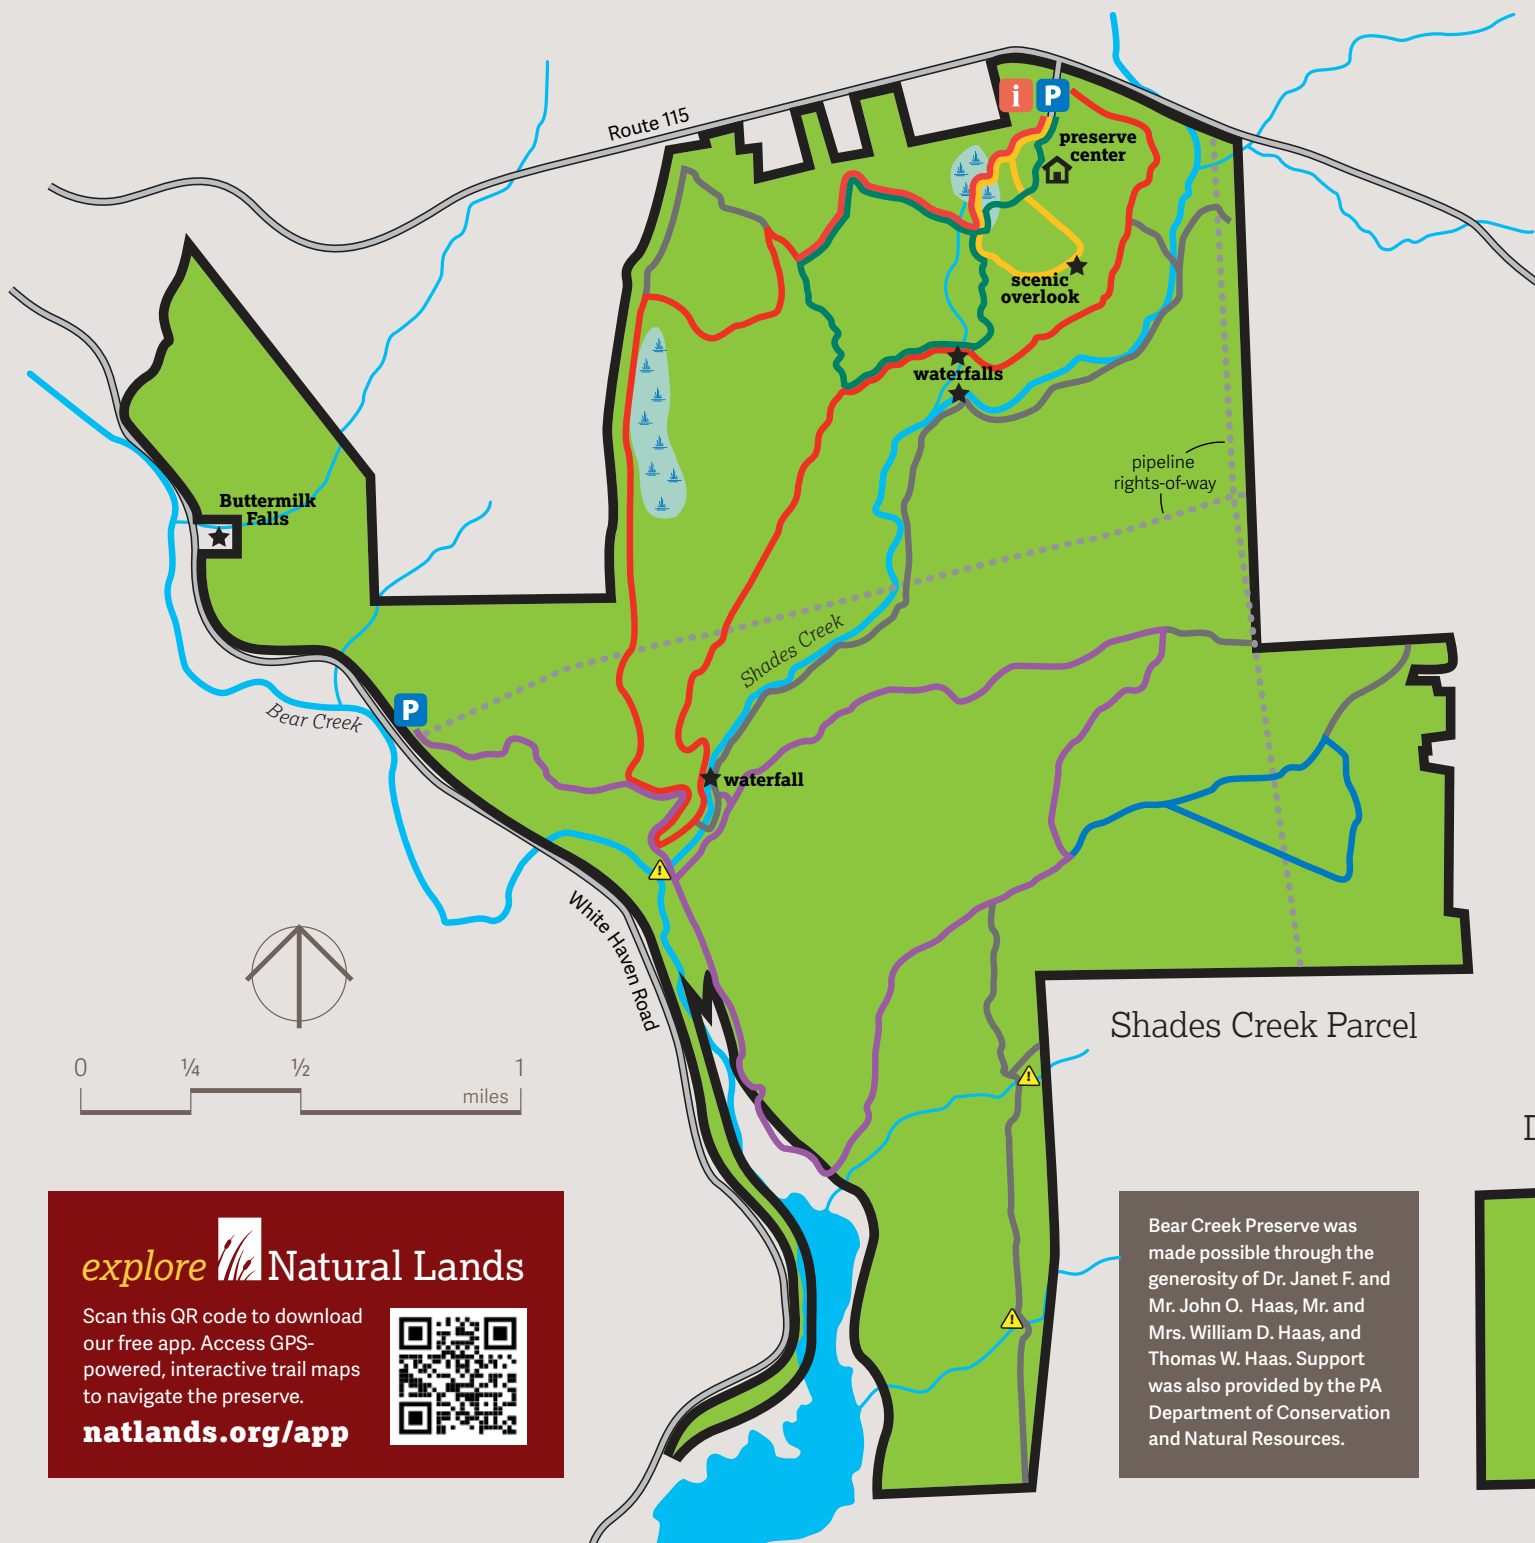 Route 115
i
P
preserve
center
scenic
overlook
waterfalls
pipeline
rights-of-way
Buttermilk
Falls
Shades Creek
P
Bear Creek
waterfall
!
White Haven Road
0
¼
½
1
miles
Shades Creek Parcel
!
D
explore Natural Lands
Scan this QR code to download
our free app. Access GPS-
powered, interactive trail maps
to navigate the preserve.
natlands.org/app
Bear Creek Preserve was
made possible through the
generosity of Dr. Janet F. and
Mr. John O. Haas, Mr. and
Mrs. William D. Haas, and
Thomas W. Haas. Support
was also provided by the PA
Department of Conservation
and Natural Resources.
!